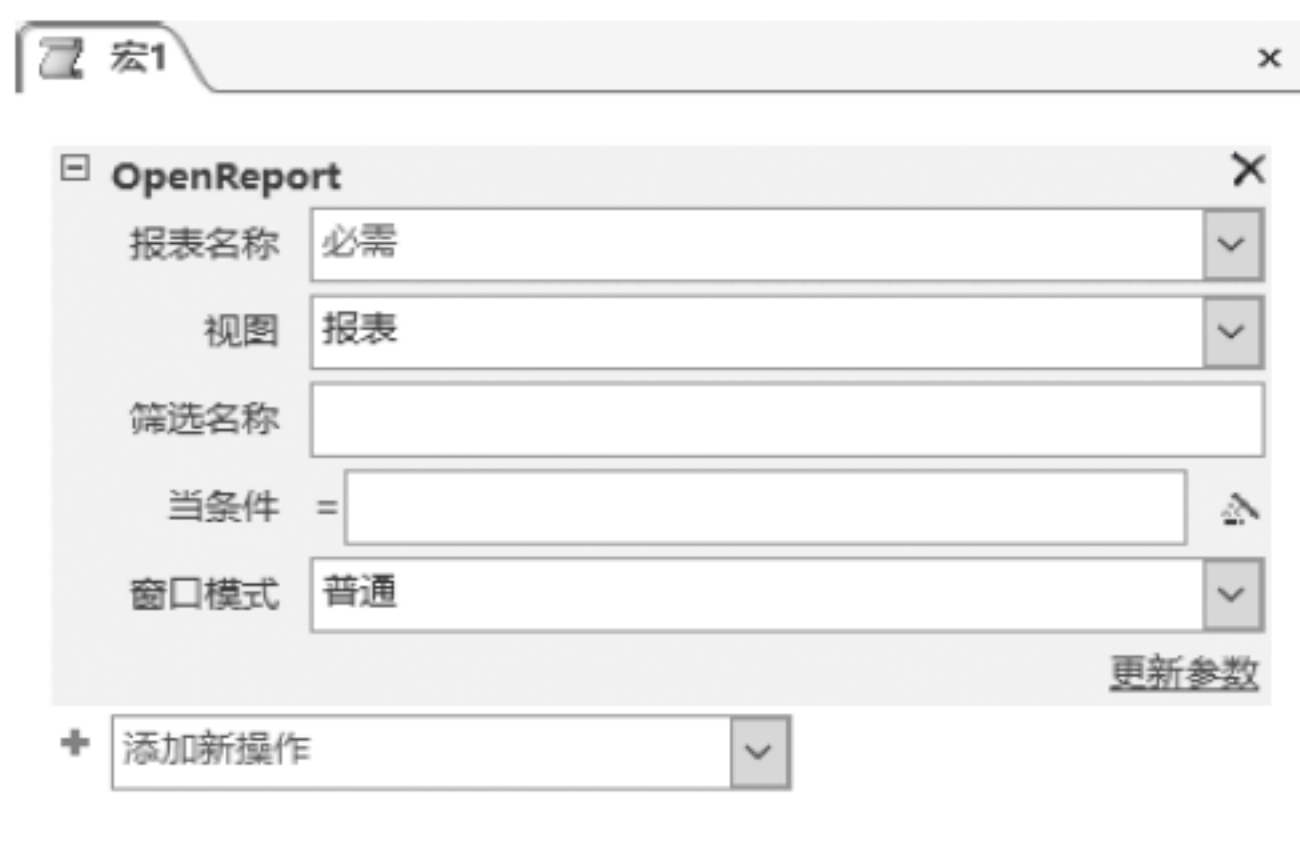 宏1
OpenReport
报表名称 必需
视图 报表
筛选名称
当条件 =
窗口模式 普通
更新参数
添加新操作